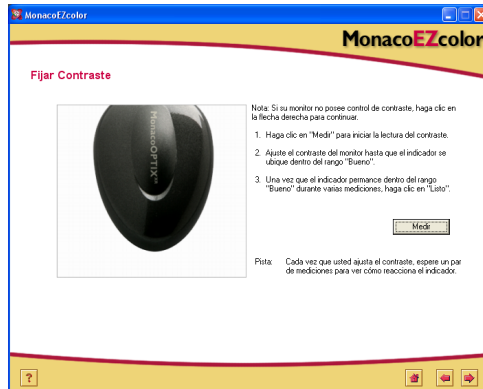 MonacoEZcolor
MonacoEZcolor
Fijar Contraste
MonacoOPTIX™
Nota: Si su monitor no posee control de contraste, haga clic en
la flecha derecha para continuar.
1. Haga clic en "Medir" para iniciar la lectura del contraste.
2. Ajuste el contraste del monitor hasta que el indicador se
ubique dentro del rango "Bueno".
3. Una vez que el indicador permance dentro del rango
"Bueno" durante varias mediciones, haga clic en "Listo".
Medir
Pista: Cada vez que usted ajusta el contraste, espere un par
de mediciones para ver cómo reacciona el indicador.
?